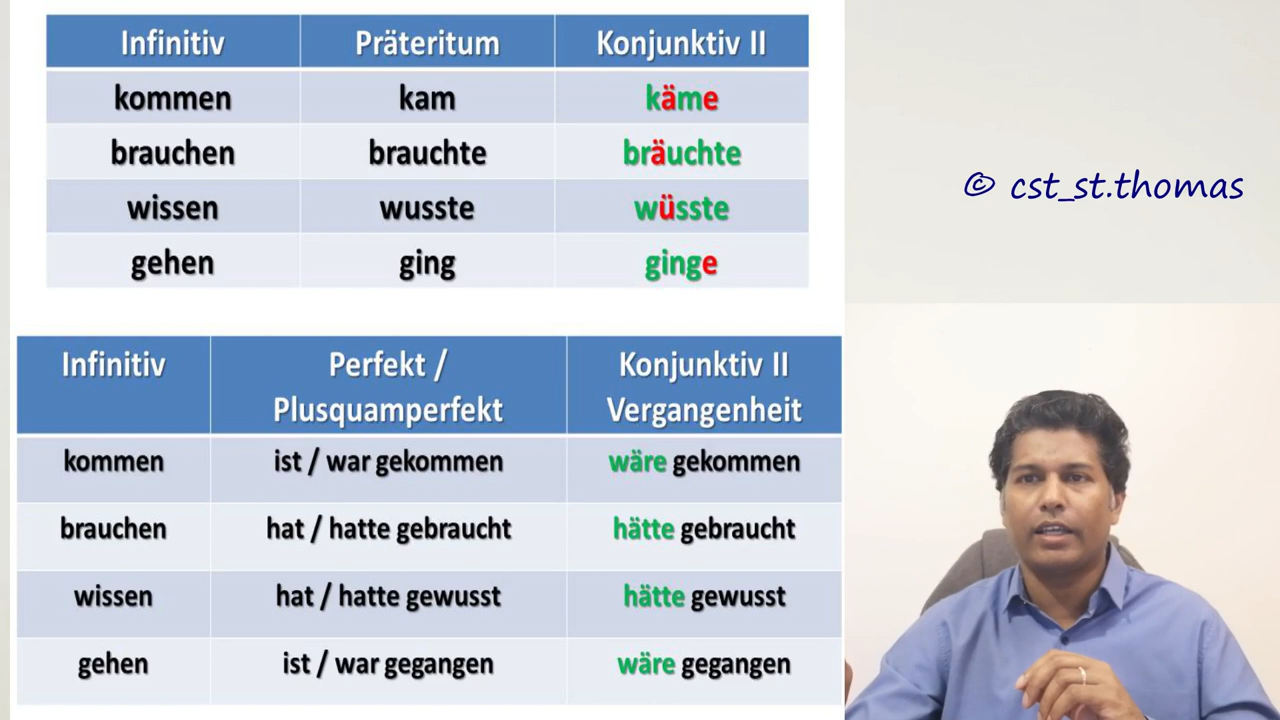 Infinitiv Präteritum Konjunktiv II
kommen kam käme
brauchen brauchte bräuchte
wissen wusste wüsste
gehen ging ginge
© cst_st.thomas
Infinitiv Perfekt / Konjunktiv II
Plusquamperfekt Vergangenheit
kommen ist / war gekommen wäre gekommen
brauchen hat / hatte gebraucht hätte gebraucht
wissen hat / hatte gewusst hätte gewusst
gehen ist / war gegangen wäre gegangen